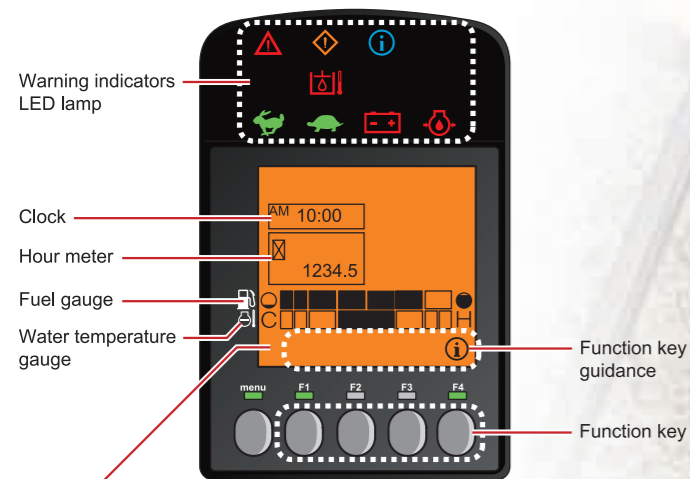 Warning indicators
LED lamp
Clock
AM 10:00
Hour meter
1234.5
Fuel gauge
Water temperature
gauge
C H
Function key
guidance
menu F1 F2 F3 F4
Function key